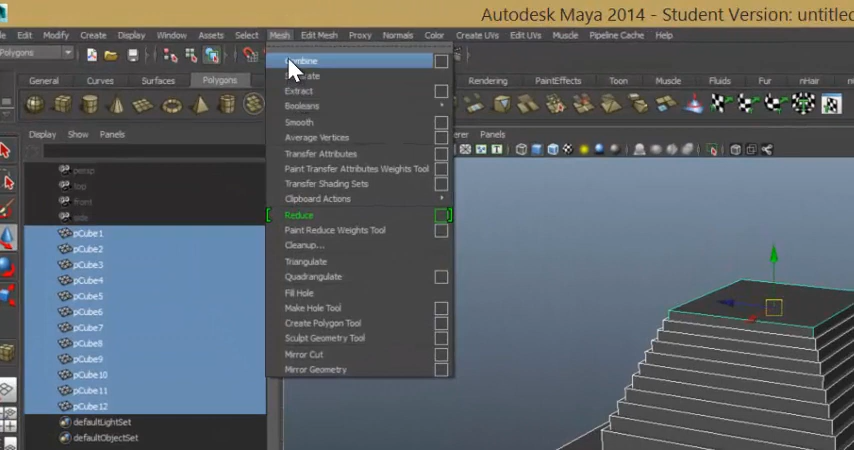 Autodesk Maya 2014 - Student Version: untitled
Edit Modify Create Display Window Assets Select Mesh Edit Mesh Proxy Normals Color Create UVs Edit UVs Muscle Pipeline Cache Help
Polygons
General Curves Surfaces Polygons Rendering PaintEffects Toon Muscle Fluids Fur nHair
Display Show Panels
Panels
persp
top
front
side
pCube1
pCube2
pCube3
pCube4
pCube5
pCube6
pCube7
pCube8
pCube9
pCube10
pCube11
pCube12
defaultLightSet
defaultObjectSet
Extract
Booleans
Smooth
Average Vertices
Transfer Attributes
Paint Transfer Attributes Weights Tool
Transfer Shading Sets
Clipboard Actions
Reduce
Paint Reduce Weights Tool
Cleanup...
Triangulate
Quadrangulate
Fill Hole
Make Hole Tool
Create Polygon Tool
Sculpt Geometry Tool
Mirror Cut
Mirror Geometry